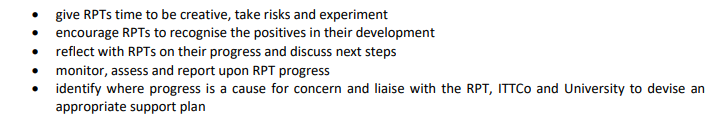 • give RPTs time to be creative, take risks and experiment
• encourage RPTs to recognise the positives in their development
• reflect with RPTs on their progress and discuss next steps
• monitor, assess and report upon RPT progress
• identify where progress is a cause for concern and liaise with the RPT, ITTCo and University to devise an
appropriate support plan